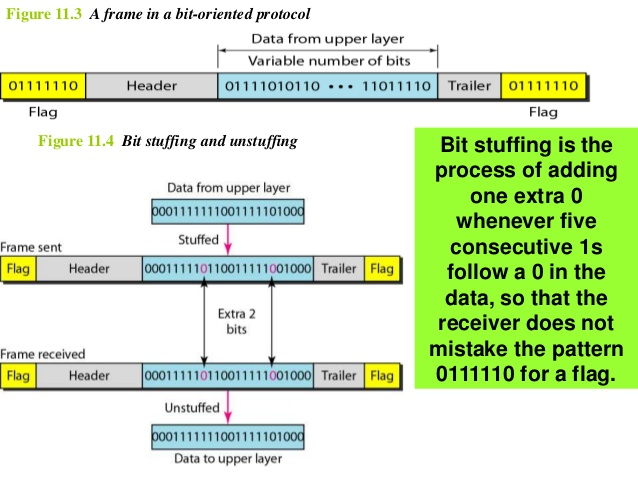 Figure 11.3 A frame in a bit-oriented protocol
Data from upper layer
Variable number of bits
01111110 Header 01111010110 ••• 11011110 Trailer 01111110
Flag Flag
Figure 11.4 Bit stuffing and unstuffing
Data from upper layer
0001111111001111101000
Stuffed
Frame sent
Flag Header 000111110110011111001000 Trailer Flag
Extra 2
bits
Frame received
Flag Header 000111110110011111001000 Trailer Flag
Unstuffed
0001111111001111101000
Data to upper layer
Bit stuffing is the
process of adding
one extra 0
whenever five
consecutive 1s
follow a 0 in the
data, so that the
receiver does not
mistake the pattern
0111110 for a flag.